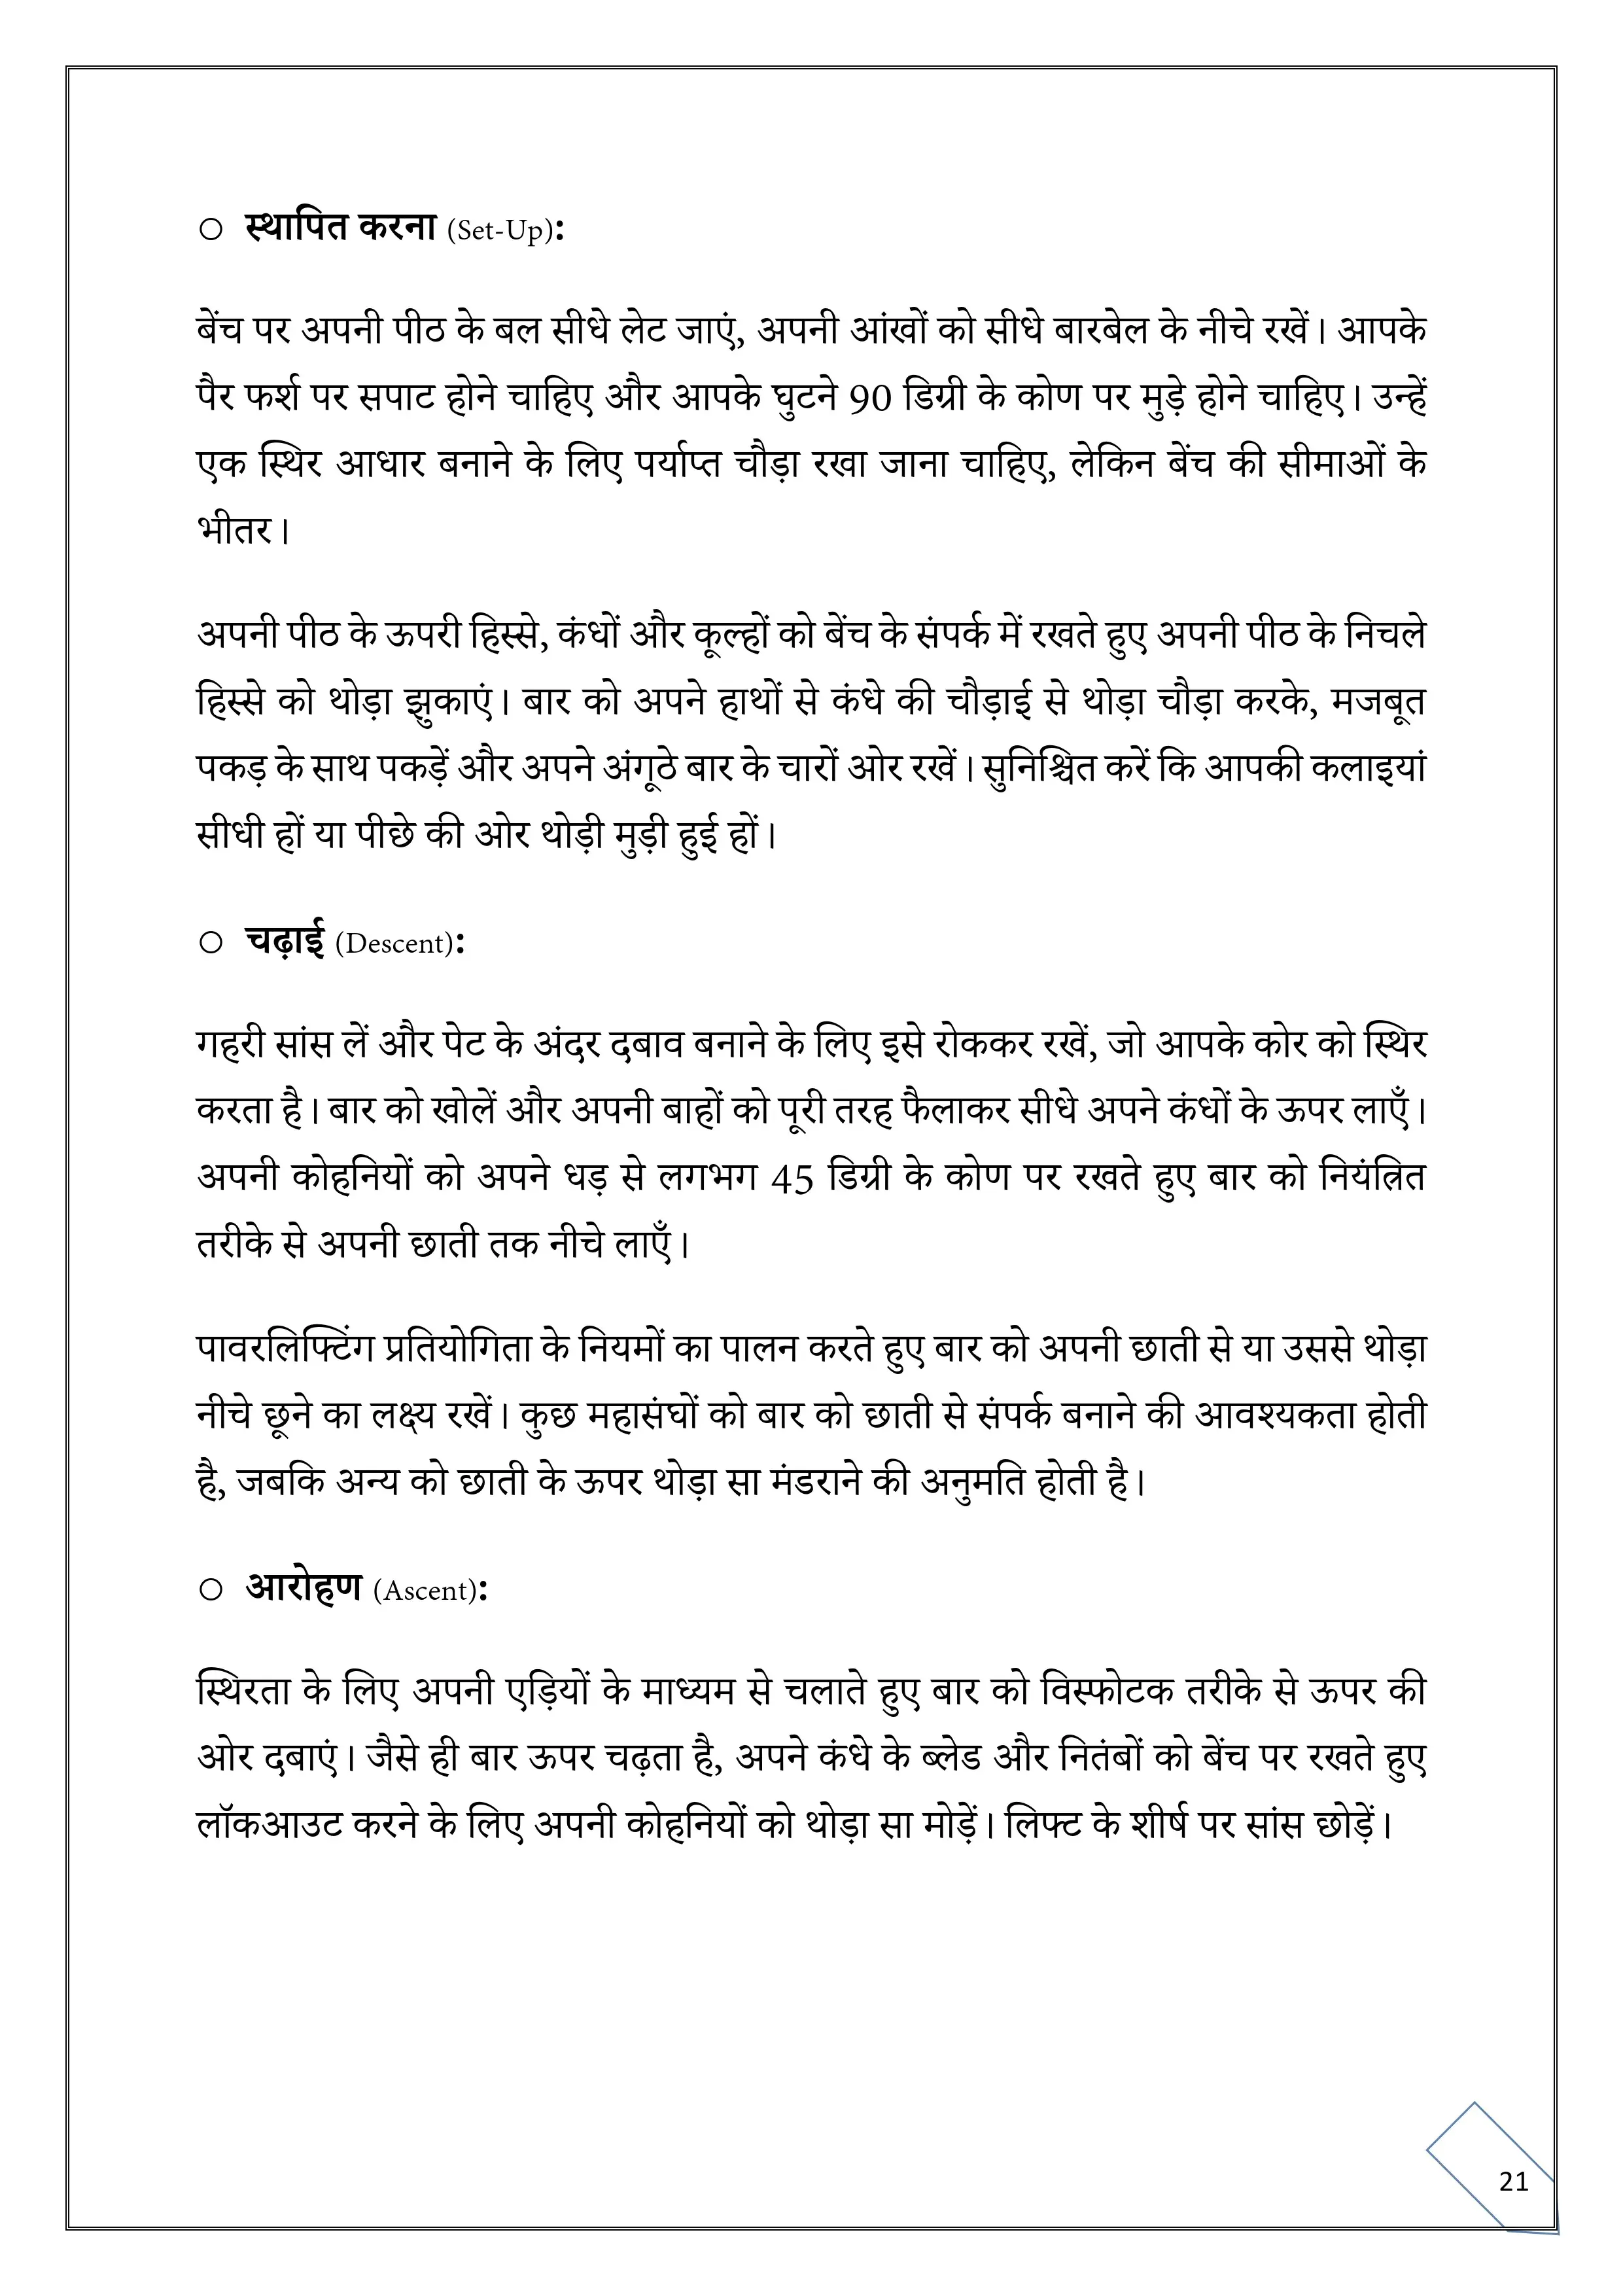 ○ स्थापित करना (Set-Up):
बेंच पर अपनी पीठ के बल सीधे लेट जाएं, अपनी आंखों को सीधे बारबेल के नीचे रखें। आपके
पैर फर्श पर सपाट होने चाहिए और आपके घुटने 90 डिग्री के कोण पर मुड़े होने चाहिए। उन्हें
एक स्थिर आधार बनाने के लिए पर्याप्त चौड़ा रखा जाना चाहिए, लेकिन बेंच की सीमाओं के
भीतर।
अपनी पीठ के ऊपरी हिस्से, कंधों और कूल्हों को बेंच के संपर्क में रखते हुए अपनी पीठ के निचले
हिस्से को थोड़ा झुकाएं। बार को अपने हाथों से कंधे की चौड़ाई से थोड़ा चौड़ा करके, मजबूत
पकड़ के साथ पकड़ें और अपने अंगूठे बार के चारों ओर रखें। सुनिश्चित करें कि आपकी कलाइयां
सीधी हों या पीछे की ओर थोड़ी मुड़ी हुई हों।
○ चढ़ाई (Descent):
गहरी सांस लें और पेट के अंदर दबाव बनाने के लिए इसे रोककर रखें, जो आपके कोर को स्थिर
करता है। बार को खोलें और अपनी बाहों को पूरी तरह फैलाकर सीधे अपने कंधों के ऊपर लाएँ।
अपनी कोहनियों को अपने धड़ से लगभग 45 डिग्री के कोण पर रखते हुए बार को नियंत्रित
तरीके से अपनी छाती तक नीचे लाएँ।
पावरलिफ्टिंग प्रतियोगिता के नियमों का पालन करते हुए बार को अपनी छाती से या उससे थोड़ा
नीचे छूने का लक्ष्य रखें। कुछ महासंघों को बार को छाती से संपर्क बनाने की आवश्यकता होती
है, जबकि अन्य को छाती के ऊपर थोड़ा सा मंडराने की अनुमति होती है।
○ आरोहण (Ascent):
स्थिरता के लिए अपनी एड़ियों के माध्यम से चलाते हुए बार को विस्फोटक तरीके से ऊपर की
ओर दबाएं। जैसे ही बार ऊपर चढ़ता है, अपने कंधे के ब्लेड और नितंबों को बेंच पर रखते हुए
लॉकआउट करने के लिए अपनी कोहनियों को थोड़ा सा मोड़ें। लिफ्ट के शीर्ष पर सांस छोड़ें।
21